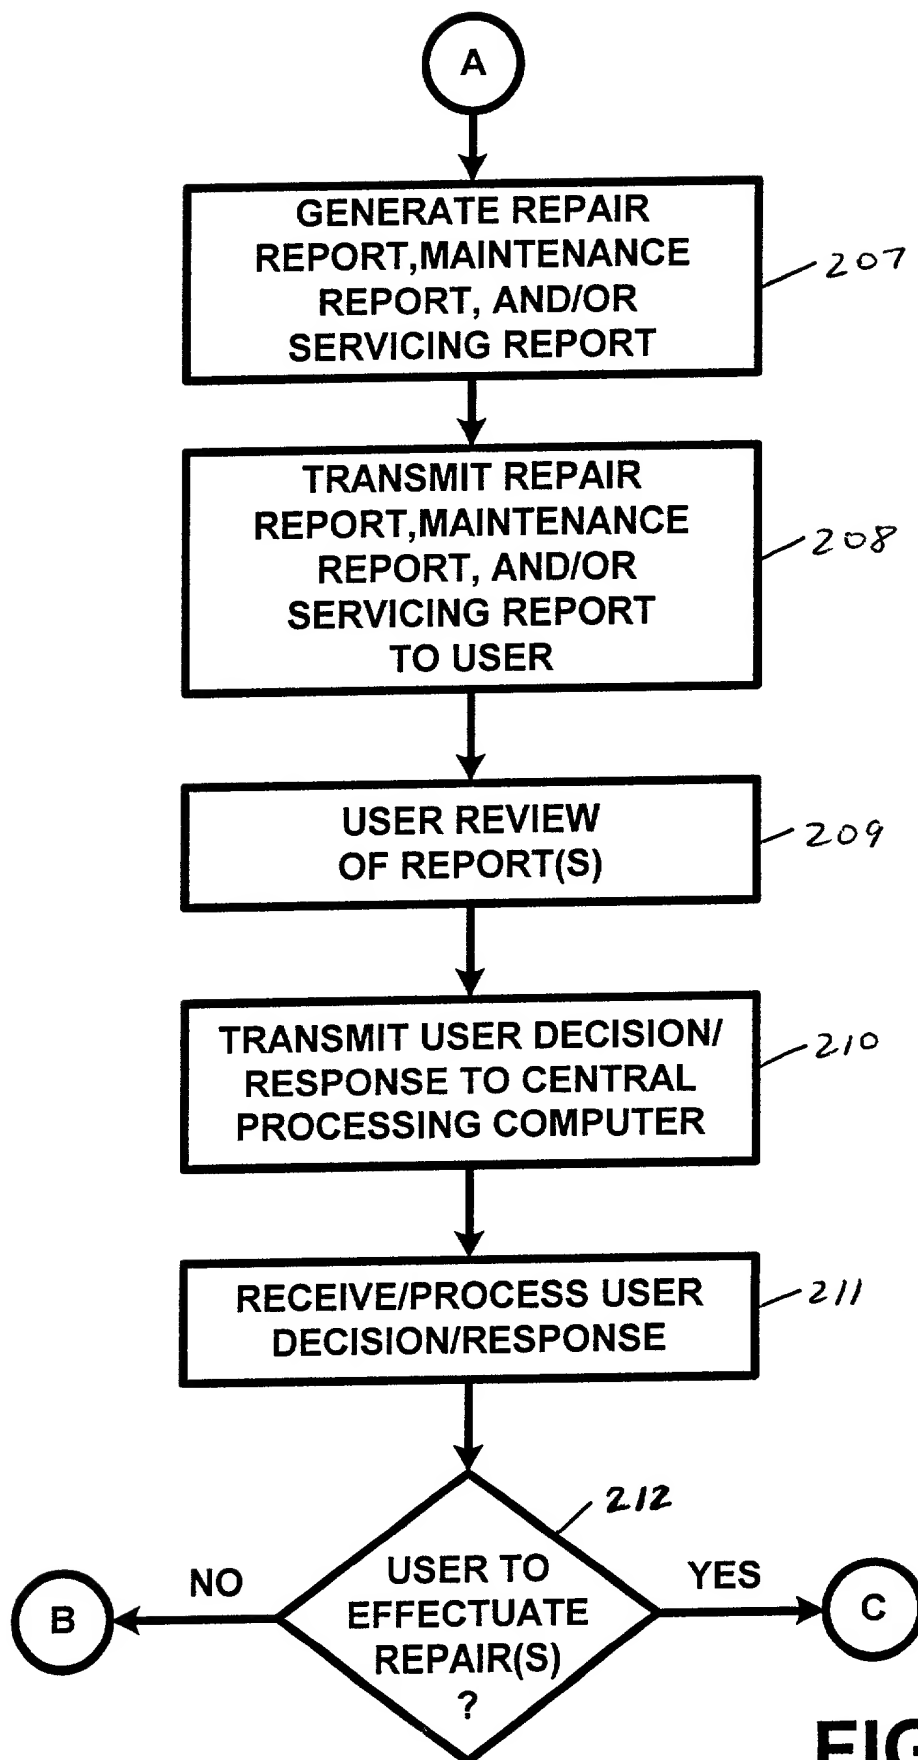 A
GENERATE REPAIR
REPORT,MAINTENANCE
REPORT, AND/OR
SERVICING REPORT
207
TRANSMIT REPAIR
REPORT,MAINTENANCE
REPORT, AND/OR
SERVICING REPORT
TO USER
208
USER REVIEW
OF REPORT(S)
209
TRANSMIT USER DECISION/
RESPONSE TO CENTRAL
PROCESSING COMPUTER
210
RECEIVE/PROCESS USER
DECISION/RESPONSE
211
212
NO
USER TO
EFFECTUATE
REPAIR(S)
?
YES
B
C
FIG